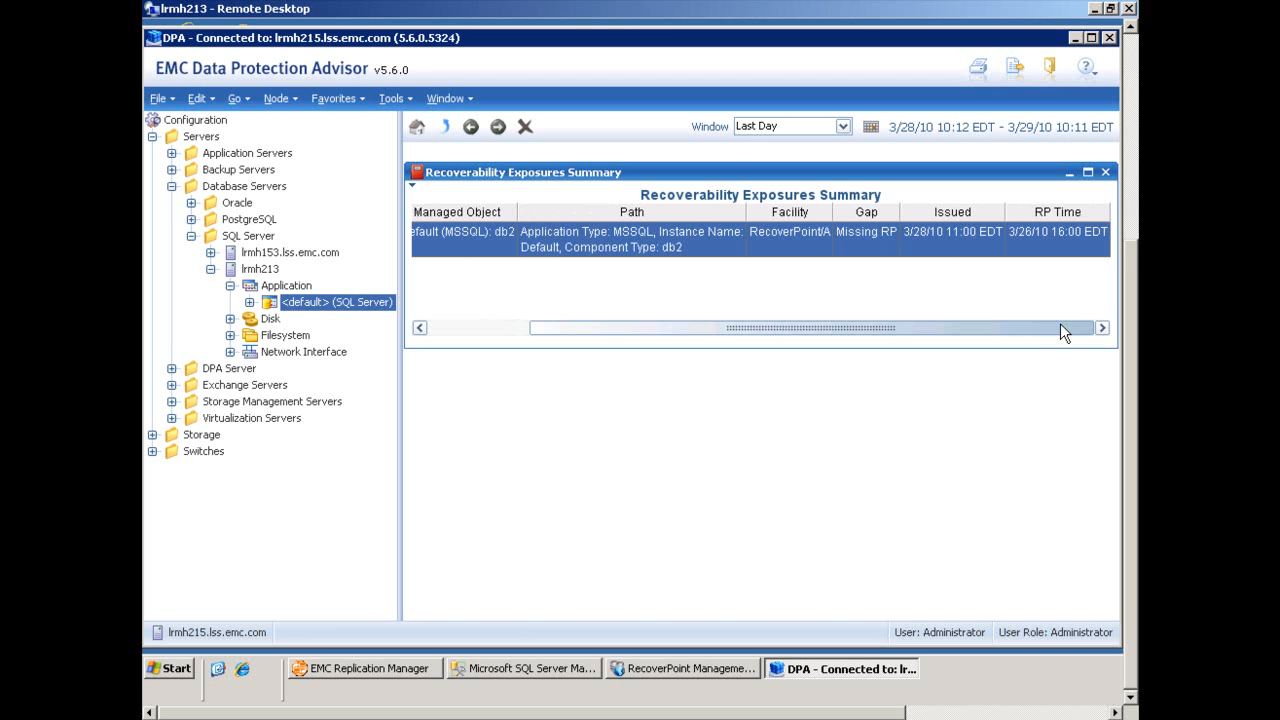 lrmh213 - Remote Desktop
DPA - Connected to: lrmh215.lss.emc.com (5.6.0.5324)
EMC Data Protection Advisor v5.6.0
File Edit Go Node Favorites Tools Window
Configuration
Servers
Application Servers
Backup Servers
Database Servers
Oracle
PostgreSQL
SQL Server
lrmh153.lss.emc.com
lrmh213
Application
<default> (SQL Server)
Disk
Filesystem
Network Interface
DPA Server
Exchange Servers
Storage Management Servers
Virtualization Servers
Storage
Switches
Window Last Day 3/28/10 10:12 EDT - 3/29/10 10:11 EDT
Recoverability Exposures Summary
Recoverability Exposures Summary
Managed Object Path Facility Gap Issued RP Time
efault (MSSQL): db2 Application Type: MSSQL, Instance Name: RecoverPoint/A Missing RP 3/28/10 11:00 EDT 3/26/10 16:00 EDT
Default, Component Type: db2
lrmh215.lss.emc.com User: Administrator User Role: Administrator
Start EMC Replication Manager Microsoft SQL Server Ma... RecoverPoint Manageme... DPA - Connected to: lr...